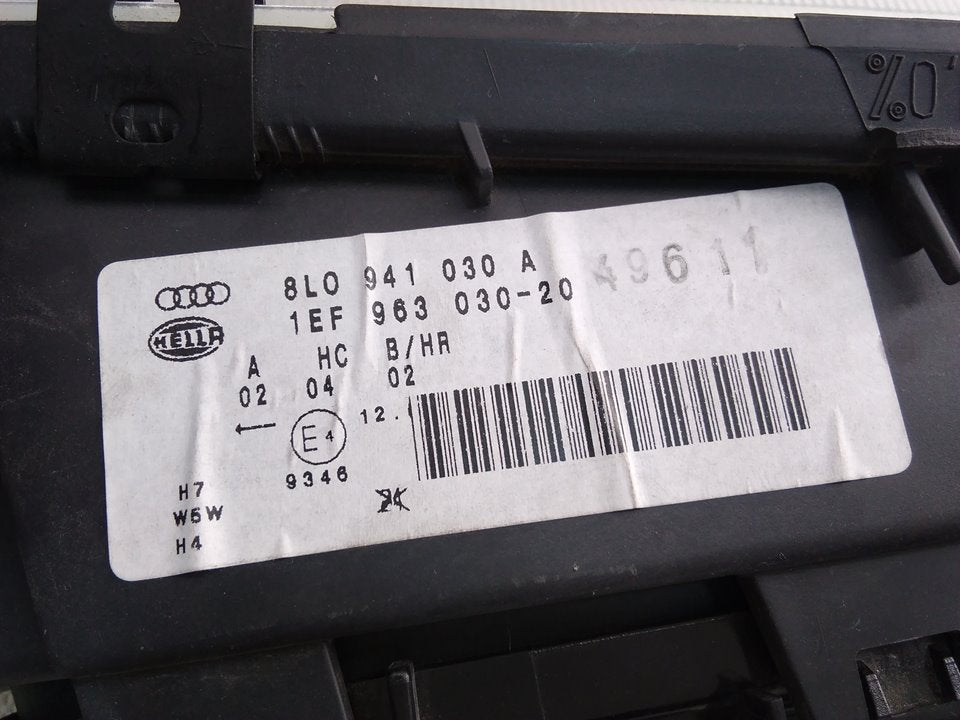 %0'
8L0 941 030 A
49611
HELLA
1EF 963 030-20
A HC B/HR
02 04 02
E4
12.
9346
H7
W5W
H4